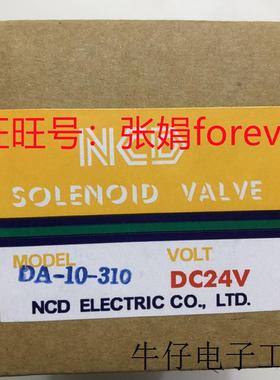 旺旺号：张娟forev
NCD
SOLENOID VALVE
MODEL VOLT
DA-10-310 DC24V
NCD ELECTRIC CO., LTD.
牛仔电子工